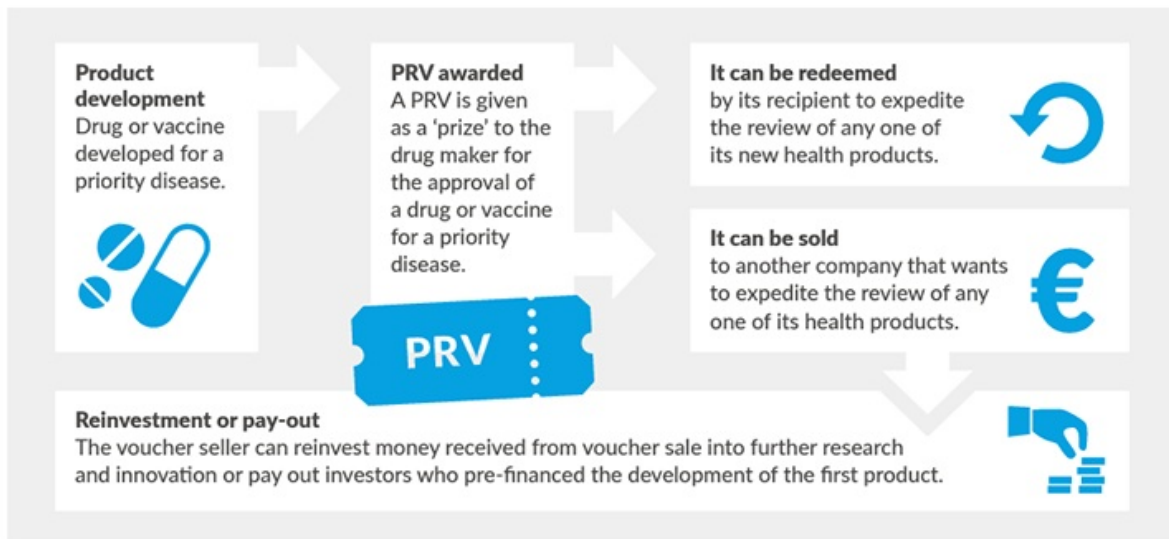 Product
development
Drug or vaccine
developed for a
priority disease.
PRV awarded
A PRV is given
as a ‘prize’ to the
drug maker for
the approval of
a drug or vaccine
for a priority
disease.
PRV
It can be redeemed
by its recipient to expedite
the review of any one of
its new health products.
It can be sold
to another company that wants
to expedite the review of any
one of its health products.
€
Reinvestment or pay-out
The voucher seller can reinvest money received from voucher sale into further research
and innovation or pay out investors who pre-financed the development of the first product.